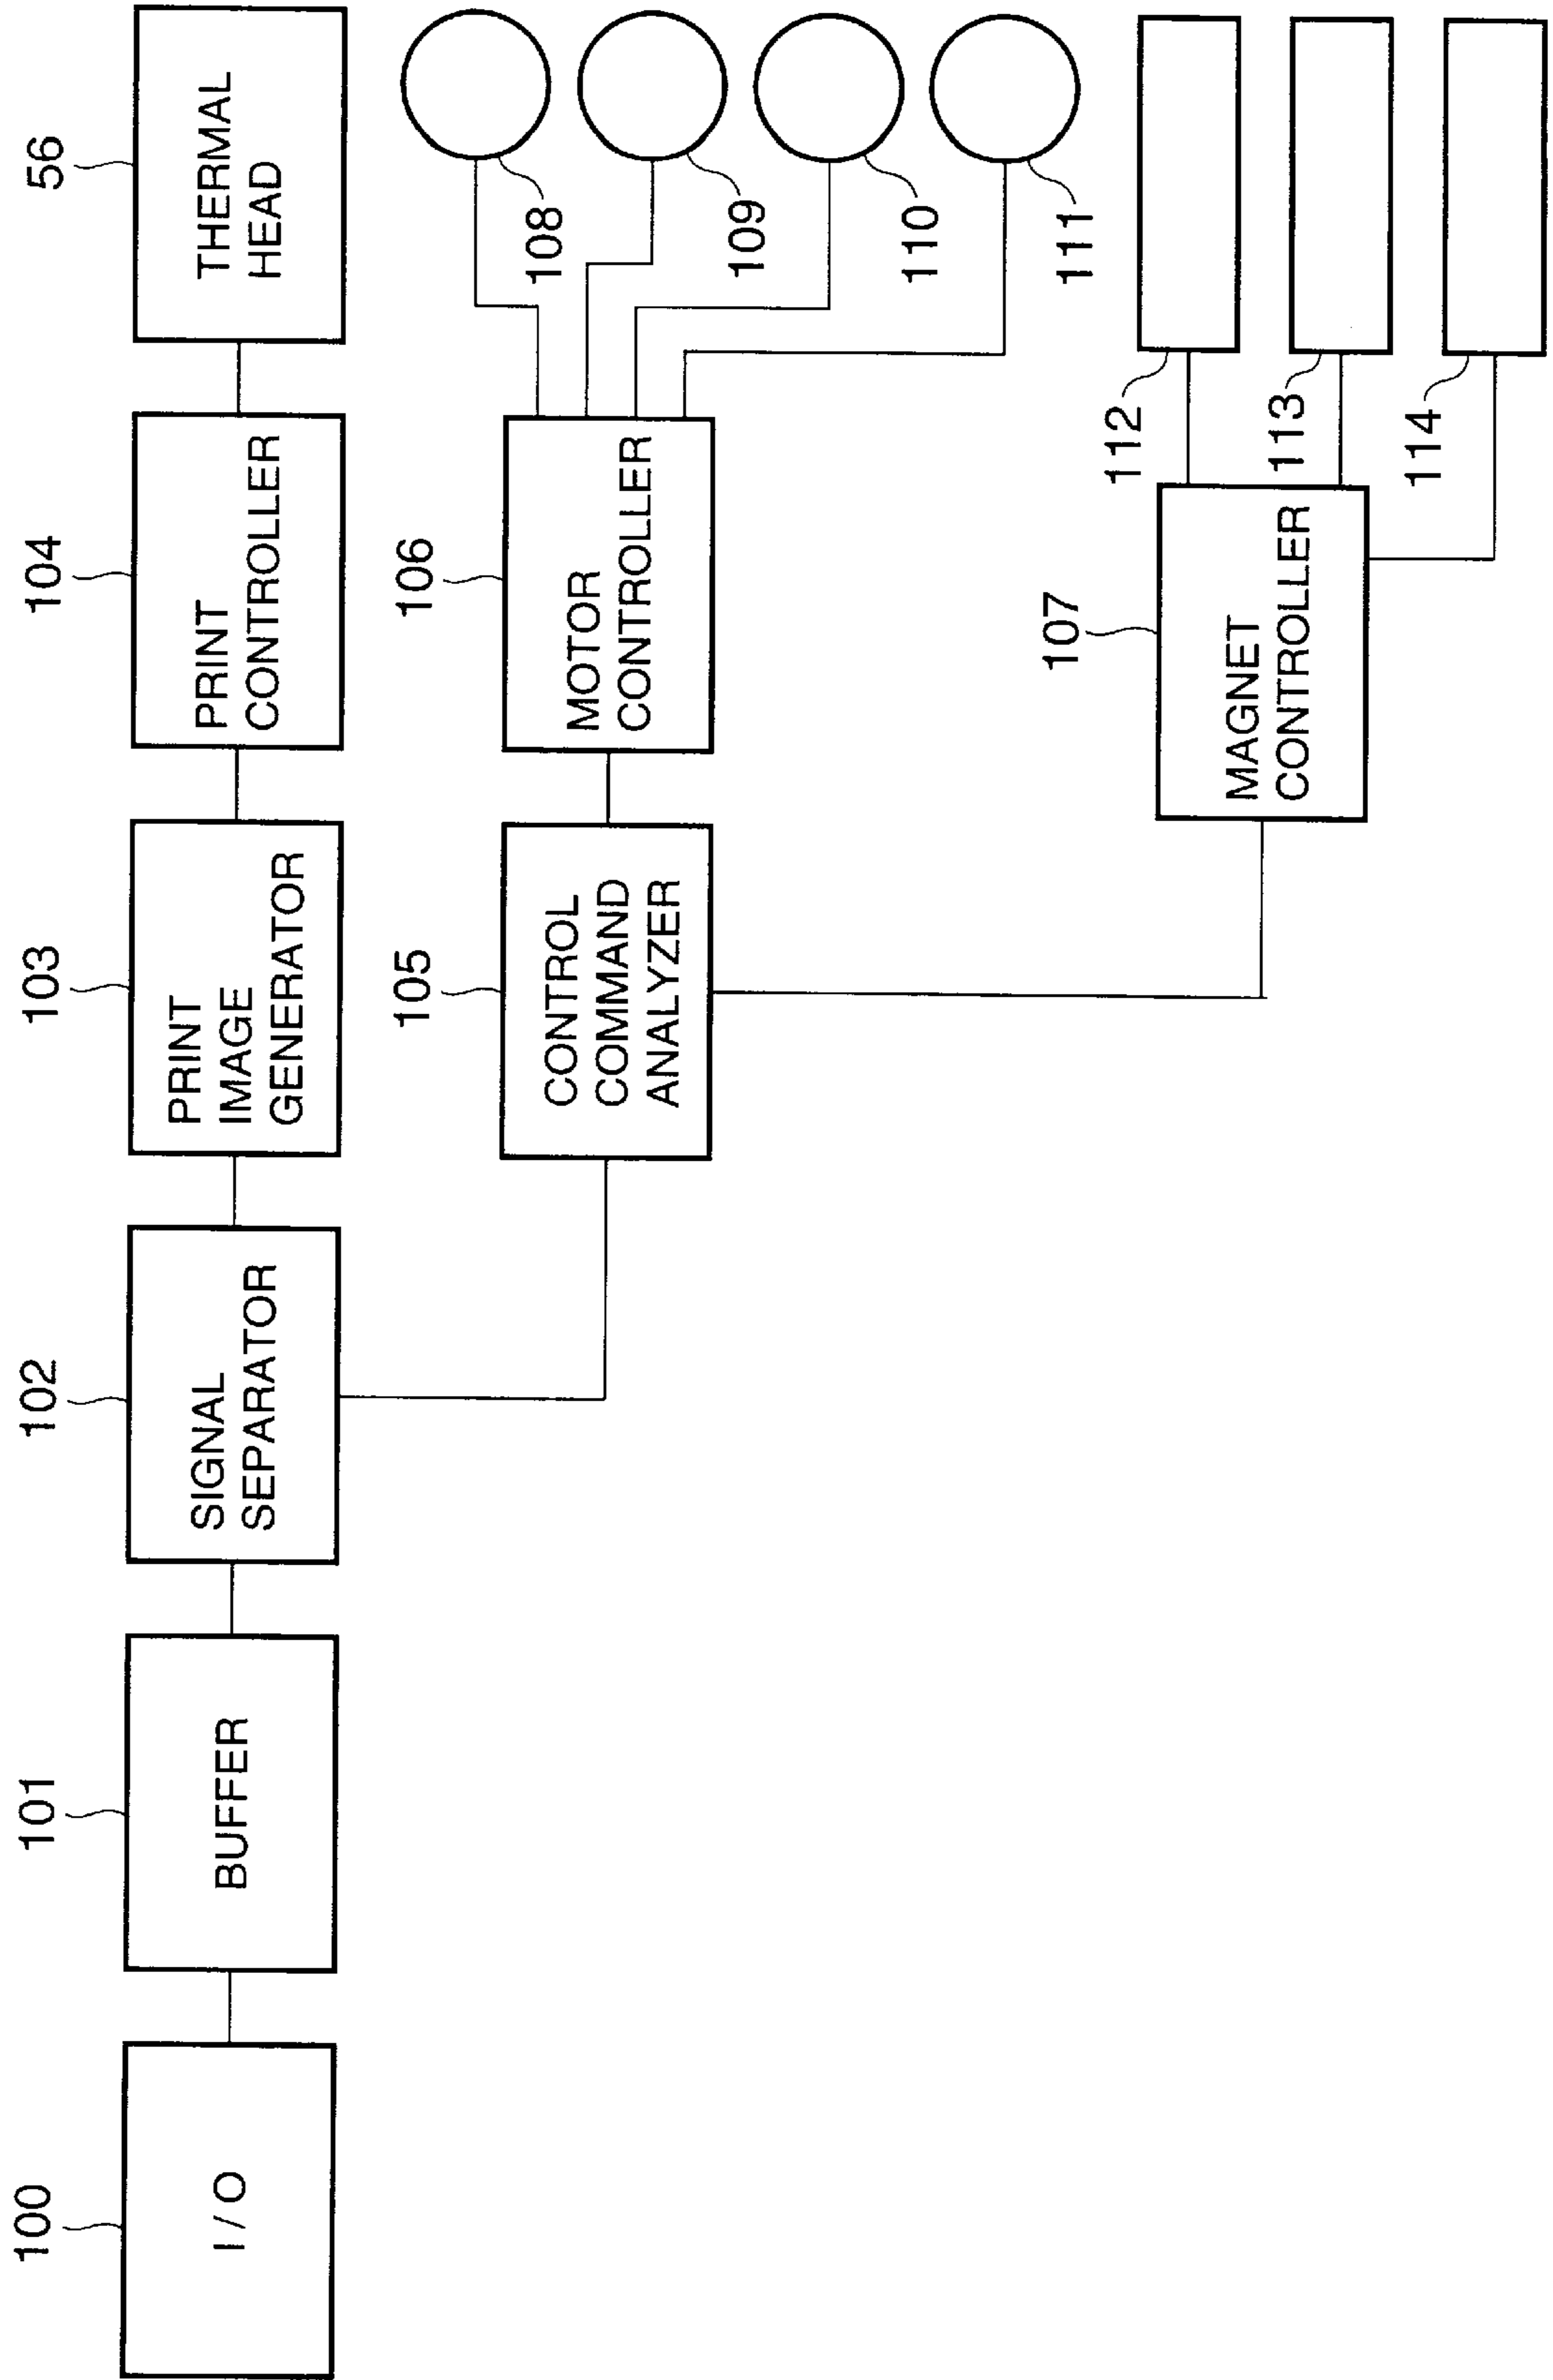 100
I/O
101
BUFFER
102
SIGNAL
SEPARATOR
103
PRINT
IMAGE
GENERATOR
104
PRINT
CONTROLLER
56
THERMAL
HEAD
105
CONTROL
COMMAND
ANALYZER
106
MOTOR
CONTROLLER
108
109
110
111
107
MAGNET
CONTROLLER
112
113
114